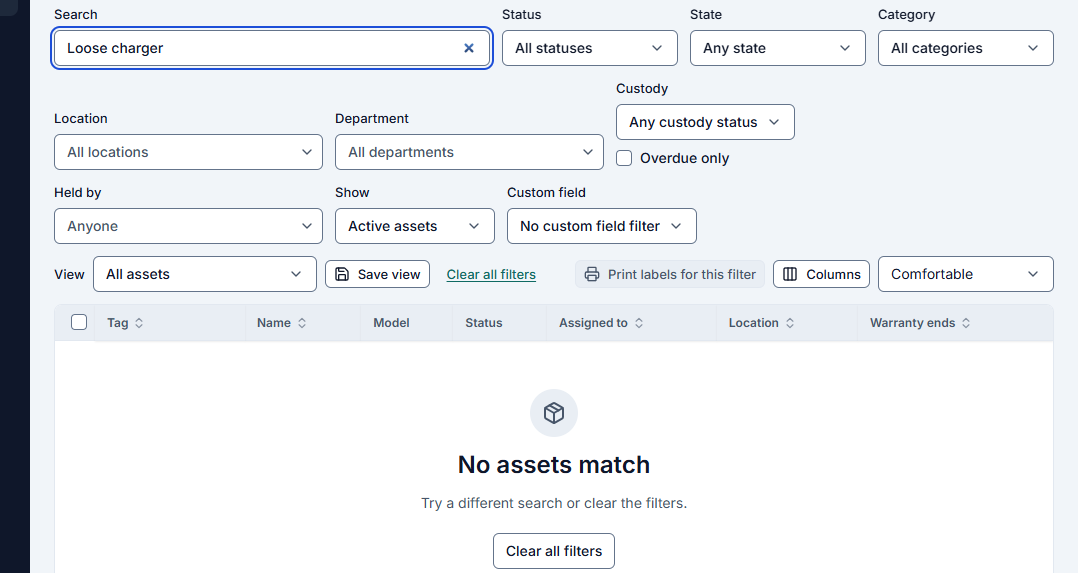 Search
Status
State
Category
Loose charger
All statuses
Any state
All categories
Custody
Location
Department
Any custody status
All locations
All departments
Overdue only
Held by
Show
Custom field
Anyone
Active assets
No custom field filter
View
All assets
Save view
Clear all filters
Print labels for this filter
Columns
Comfortable
Tag
Name
Model
Status
Assigned to
Location
Warranty ends
No assets match
Try a different search or clear the filters.
Clear all filters